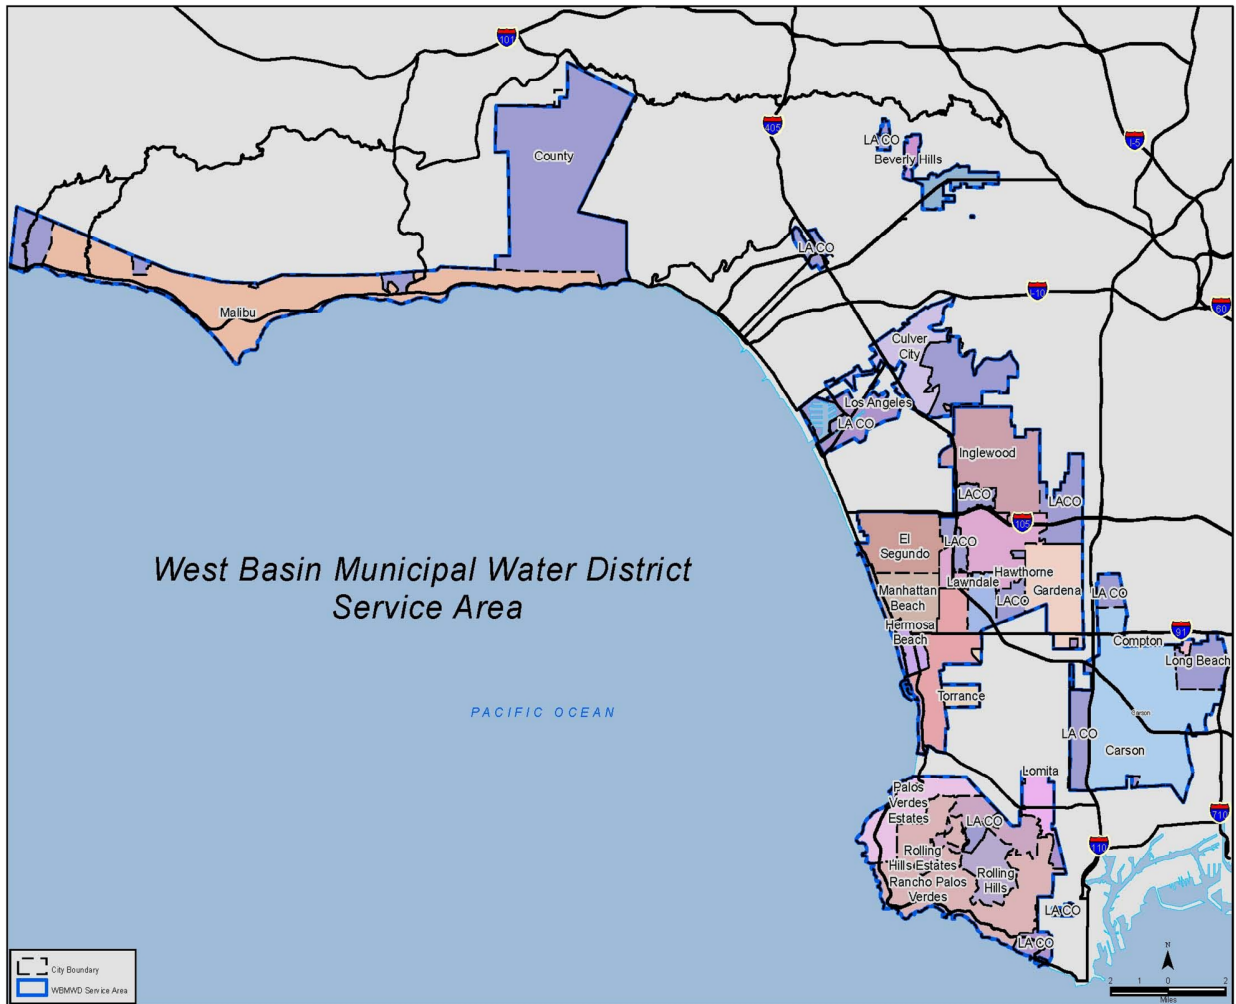 101
405
I-5
LA CO
Beverly Hills
County
LA CO
I-10
60
Malibu
Culver
City
Los Angeles
LA CO
Inglewood
LACO
LACO
105
El
Segundo
LACO
Hawthorne
Lawndale
Gardena
Manhattan
Beach
LACO
LA CO
Hermosa
Beach
91
Compton
Long Beach
West Basin Municipal Water District
Service Area
PACIFIC OCEAN
Torrance
Carson
LA CO
Carson
Lomita
Palos
Verdes
Estates
LA CO
710
110
Rolling
Hills Estates
Rolling
Hills
Rancho Palos
Verdes
LA CO
LA CO
City Boundary
WBMWD Service Area
N
2 1 0 2
Miles